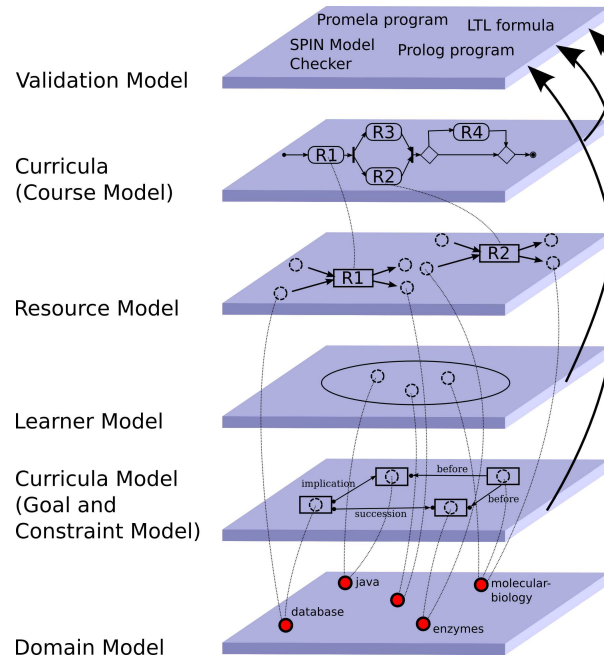 Promela program
LTL formula
SPIN Model
Checker
Prolog program
Validation Model
R3
R4
R1
R2
Curricula
(Course Model)
R2
R1
Resource Model
Learner Model
Curricula Model
(Goal and
Constraint Model)
implication
before
before
succession
java
molecular-
biology
database
enzymes
Domain Model